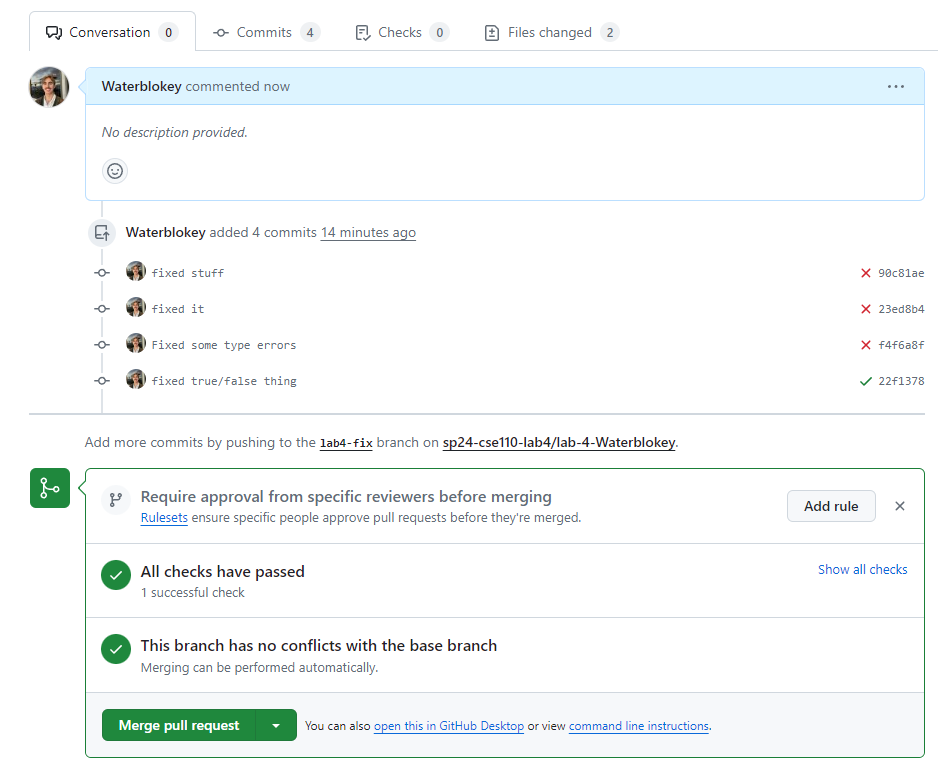 Conversation 0 Commits 4 Checks 0 Files changed 2
Waterblokey commented now ...
No description provided.
Waterblokey added 4 commits 14 minutes ago
fixed stuff 90c81ae
fixed it 23ed8b4
Fixed some type errors f4f6a8f
fixed true/false thing 22f1378
Add more commits by pushing to the lab4-fix branch on sp24-cse110-lab4/lab-4-Waterblokey.
Require approval from specific reviewers before merging
Rulesets ensure specific people approve pull requests before they're merged.
Add rule
All checks have passed
1 successful check
Show all checks
This branch has no conflicts with the base branch
Merging can be performed automatically.
Merge pull request You can also open this in GitHub Desktop or view command line instructions.